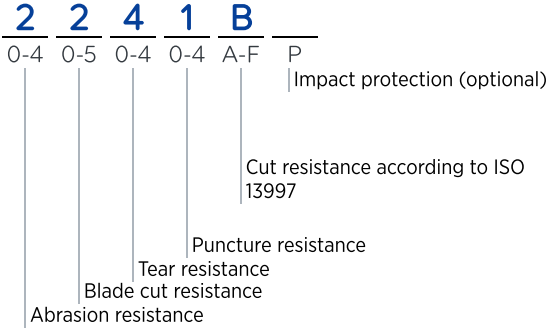 2 2 4 1 B
0-4 0-5 0-4 0-4 A-F P
Impact protection (optional)
Cut resistance according to ISO
13997
Puncture resistance
Tear resistance
Blade cut resistance
Abrasion resistance